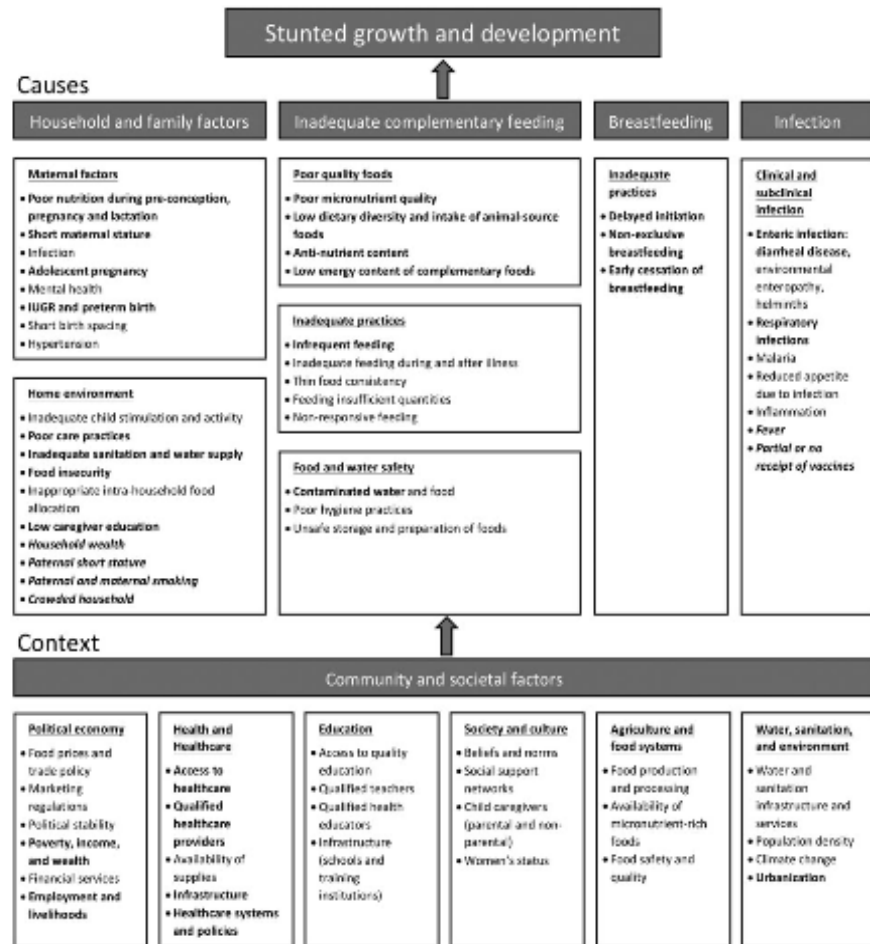 Stunted growth and development
Causes
Household and family factors
Maternal factors
• Poor nutrition during pre-conception,
pregnancy and lactation
• Short maternal stature
• Infection
• Adolescent pregnancy
• Mental health
• IUGR and preterm birth
• Short birth spacing
• Hypertension
Home environment
• Inadequate child stimulation and activity
• Poor care practices
• Inadequate sanitation and water supply
• Food insecurity
• Inappropriate intra-household food
allocation
• Low caregiver education
• Household wealth
• Paternal short stature
• Paternal and maternal smoking
• Crowded household
Inadequate complementary feeding
Poor quality foods
• Poor micronutrient quality
• Low dietary diversity and intake of animal-source
foods
• Anti-nutrient content
• Low energy content of complementary foods
Inadequate practices
• Infrequent feeding
• Inadequate feeding during and after illness
• Thin food consistency
• Feeding insufficient quantities
• Non-responsive feeding
Food and water safety
• Contaminated water and food
• Poor hygiene practices
• Unsafe storage and preparation of foods
Breastfeeding
Inadequate
practices
• Delayed initiation
• Non-exclusive
breastfeeding
• Early cessation of
breastfeeding
Infection
Clinical and
subclinical
infection
• Enteric infection:
diarrheal disease,
environmental
enteropathy,
helminths
• Respiratory
infections
• Malaria
• Reduced appetite
due to infection
• Inflammation
• Fever
• Partial or no
receipt of vaccines
Context
Community and societal factors
Political economy
• Food prices and
trade policy
• Marketing
regulations
• Political stability
• Poverty, income,
and wealth
• Financial services
• Employment and
livelihoods
Health and
Healthcare
• Access to
healthcare
• Qualified
healthcare
providers
• Availability of
supplies
• Infrastructure
• Healthcare systems
and policies
Education
• Access to quality
education
• Qualified teachers
• Qualified health
educators
• Infrastructure
(schools and
training
institutions)
Society and culture
• Beliefs and norms
• Social support
networks
• Child caregivers
(parental and non-
parental)
• Women's status
Agriculture and
food systems
• Food production
and processing
• Availability of
micronutrient-rich
foods
• Food safety and
quality
Water, sanitation,
and environment
• Water and
sanitation
infrastructure and
services
• Population density
• Climate change
• Urbanization